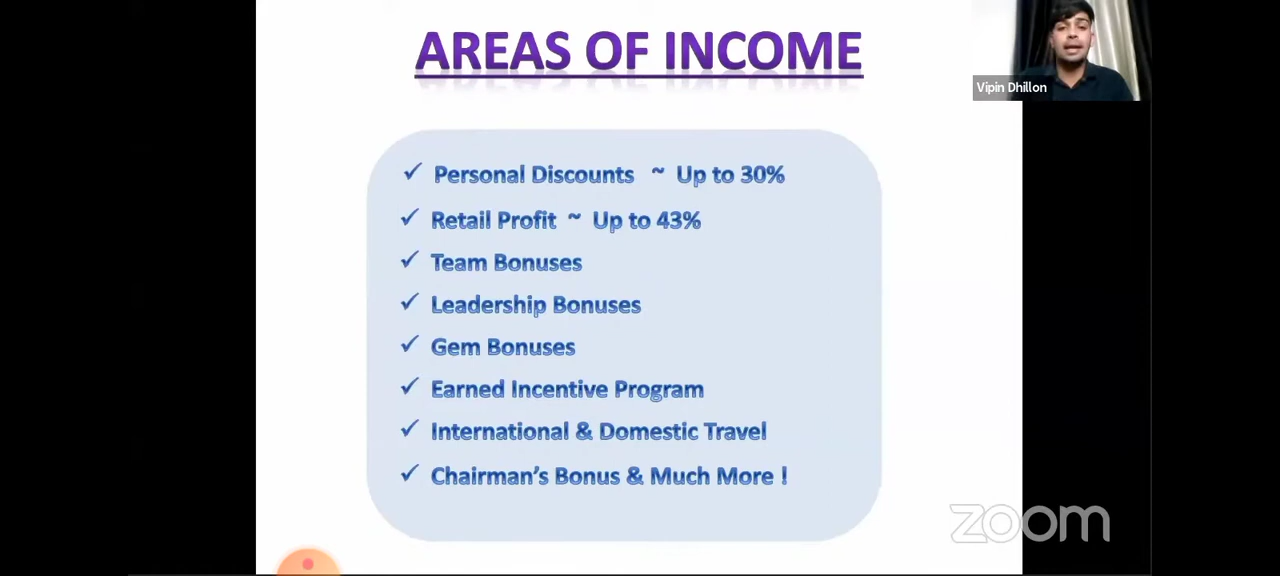 AREAS OF INCOME
Vipin Dhillon
✓ Personal Discounts ~ Up to 30%
✓ Retail Profit ~ Up to 43%
✓ Team Bonuses
✓ Leadership Bonuses
✓ Gem Bonuses
✓ Earned Incentive Program
✓ International & Domestic Travel
✓ Chairman's Bonus & Much More !
zoom